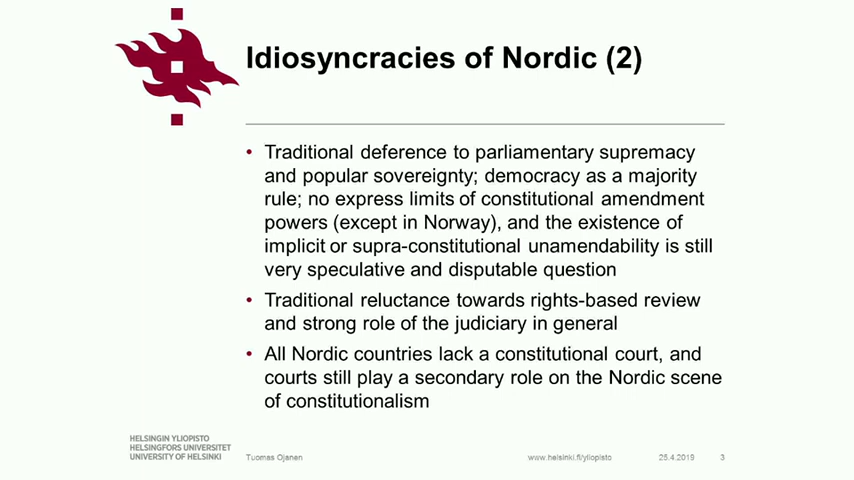 Idiosyncracies of Nordic (2)
• Traditional deference to parliamentary supremacy
and popular sovereignty; democracy as a majority
rule; no express limits of constitutional amendment
powers (except in Norway), and the existence of
implicit or supra-constitutional unamendability is still
very speculative and disputable question
• Traditional reluctance towards rights-based review
and strong role of the judiciary in general
• All Nordic countries lack a constitutional court, and
courts still play a secondary role on the Nordic scene
of constitutionalism
HELSINGIN YLIOPISTO
HELSINGFORS UNIVERSITET
UNIVERSITY OF HELSINKI
Tuomas Ojanen
www.helsinki.fi/yliopisto
25.4.2019
3